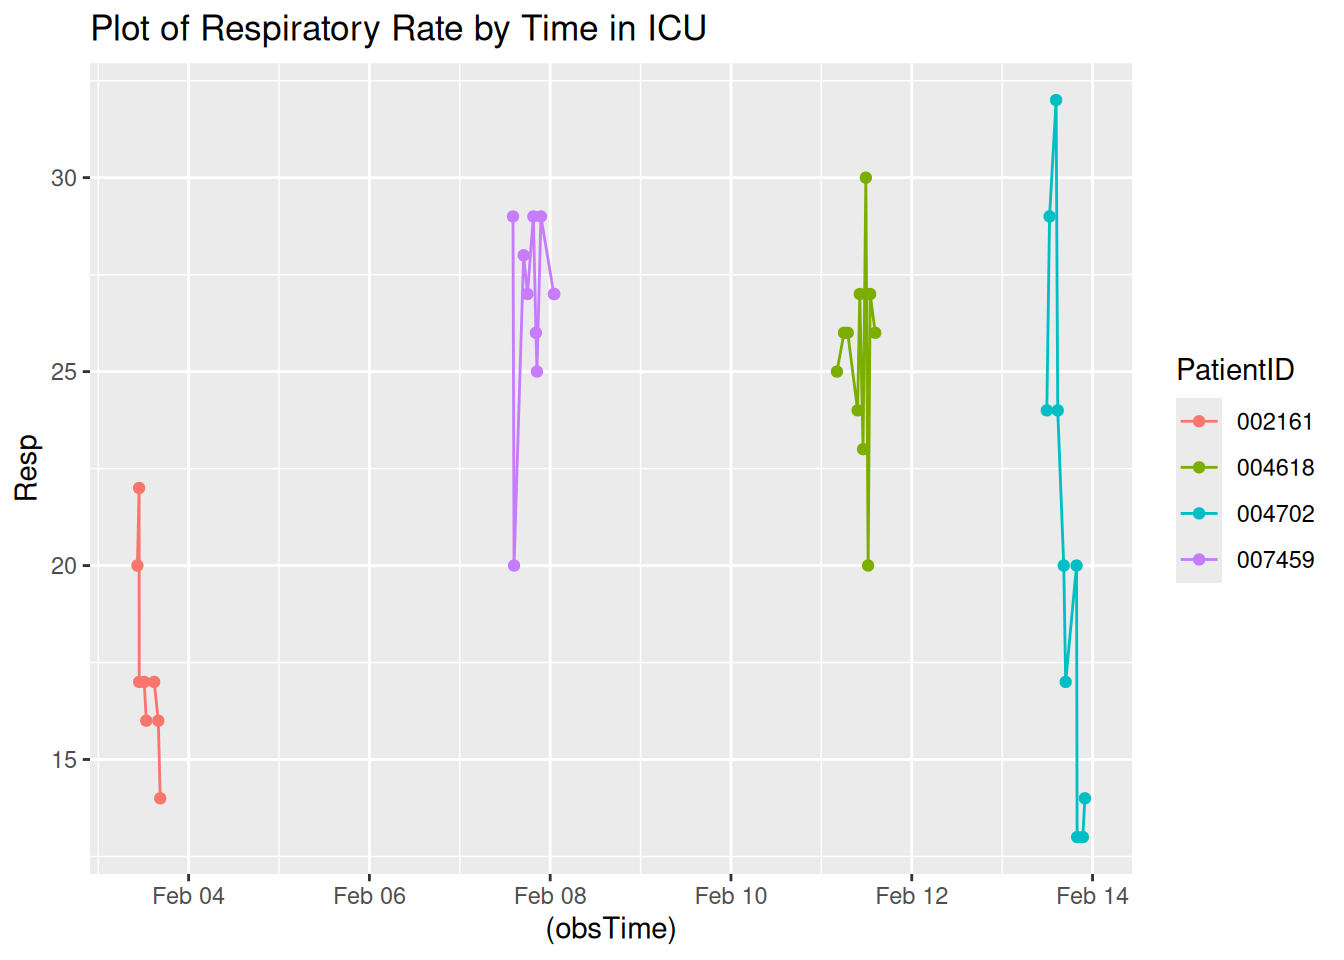 Plot of Respiratory Rate by Time in ICU
Resp
30
25
20
15
Feb 04
Feb 06
Feb 08
Feb 10
Feb 12
Feb 14
(obsTime)
PatientID
002161
004618
004702
007459